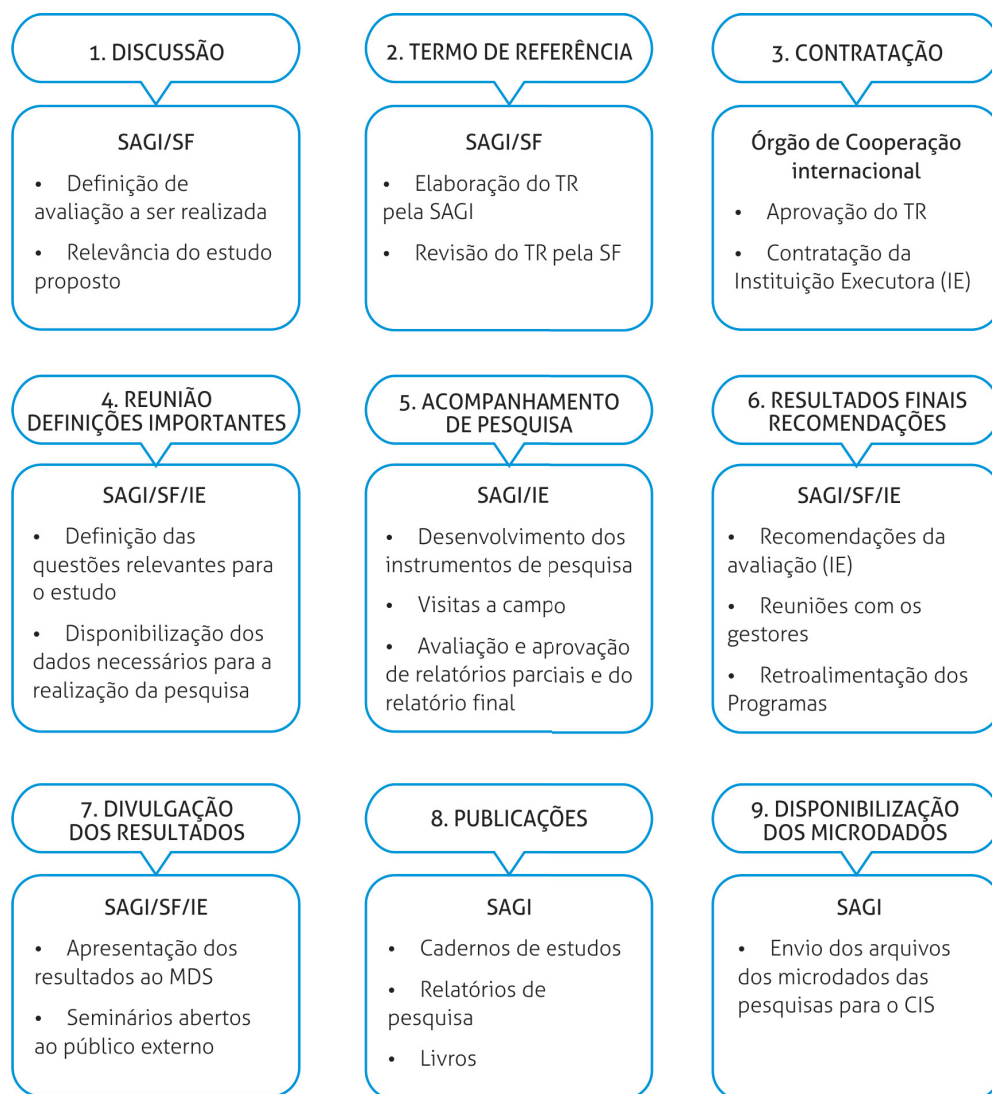 1. DISCUSSÃO
SAGI/SF
• Definição de
avaliação a ser realizada
• Relevância do estudo
proposto
2. TERMO DE REFERÊNCIA
SAGI/SF
• Elaboração do TR
pela SAGI
• Revisão do TR pela SF
3. CONTRATAÇÃO
Órgão de Cooperação
internacional
• Aprovação do TR
• Contratação da
Instituição Executora (IE)
4. REUNIÃO
DEFINIÇÕES IMPORTANTES
SAGI/SF/IE
• Definição das
questões relevantes para
o estudo
• Disponibilização dos
dados necessários para a
realização da pesquisa
5. ACOMPANHAMENTO
DE PESQUISA
SAGI/IE
• Desenvolvimento dos
instrumentos de pesquisa
• Visitas a campo
• Avaliação e aprovação
de relatórios parciais e do
relatório final
6. RESULTADOS FINAIS
RECOMENDAÇÕES
SAGI/SF/IE
• Recomendações da
avaliação (IE)
• Reuniões com os
gestores
• Retroalimentação dos
Programas
7. DIVULGAÇÃO
DOS RESULTADOS
SAGI/SF/IE
• Apresentação dos
resultados ao MDS
• Seminários abertos
ao público externo
8. PUBLICAÇÕES
SAGI
• Cadernos de estudos
• Relatórios de
pesquisa
• Livros
9. DISPONIBILIZAÇÃO
DOS MICRODADOS
SAGI
• Envio dos arquivos
dos microdados das
pesquisas para o CIS